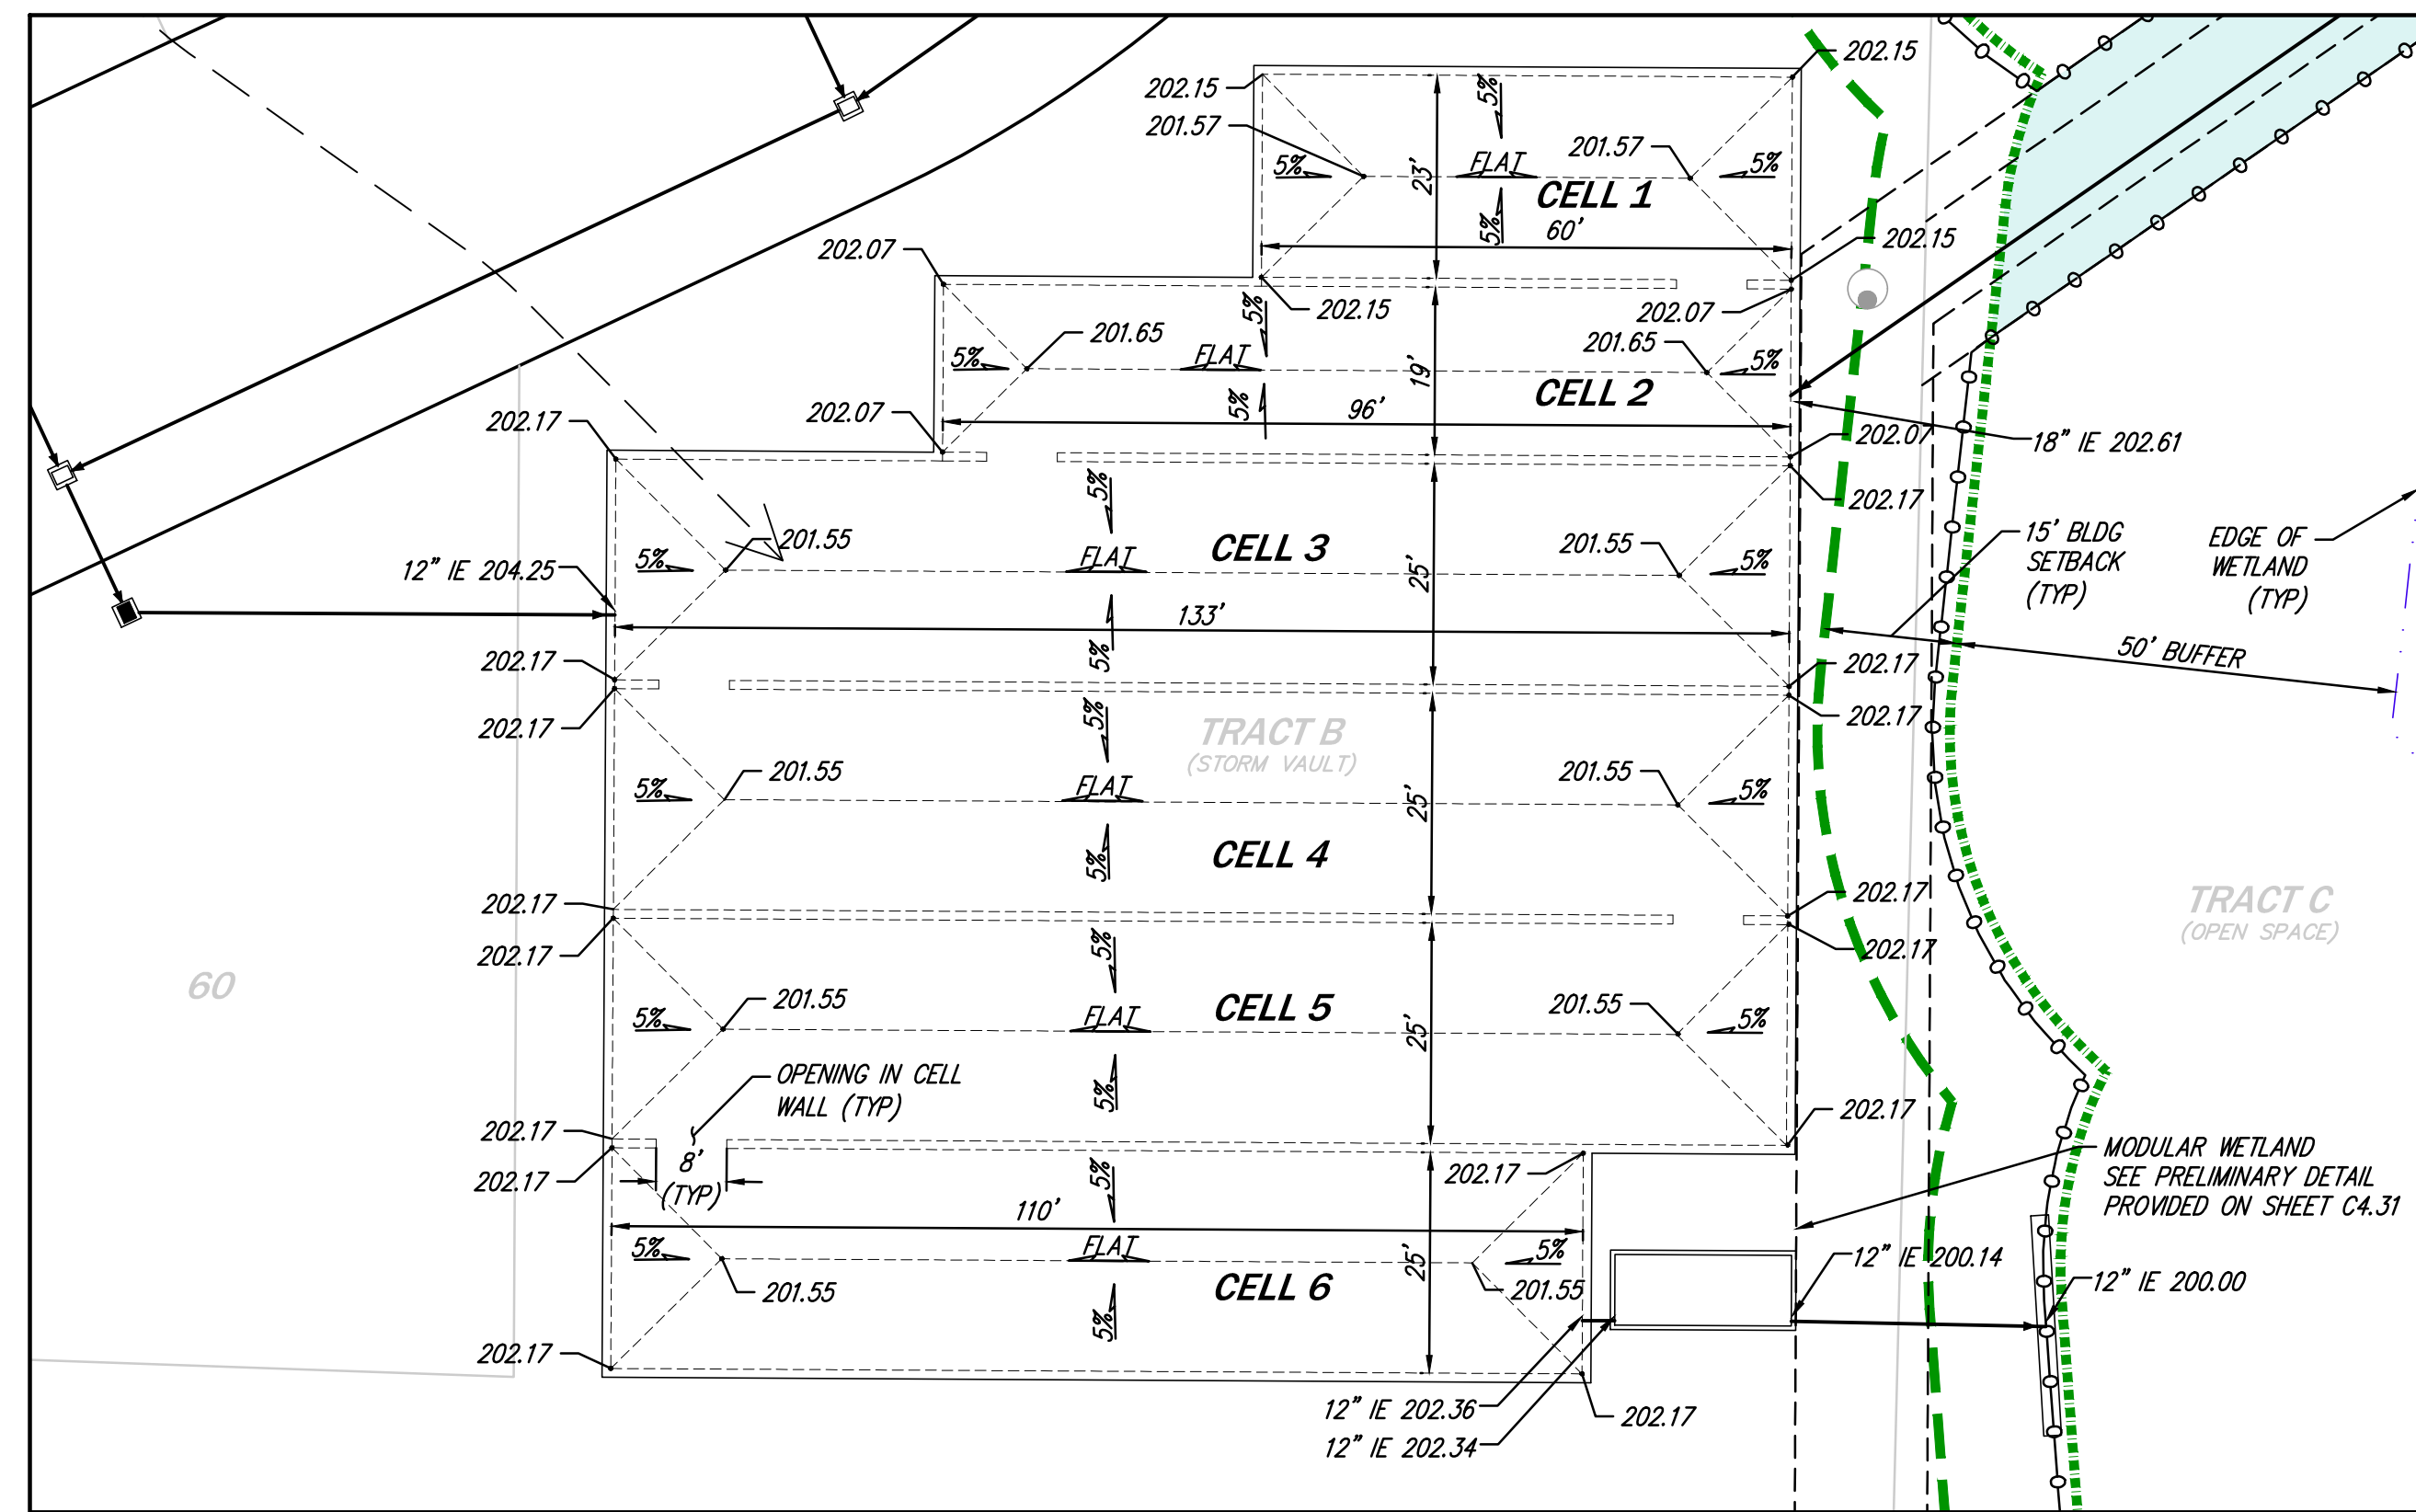 202.15
202.15
201.57
5%
201.57
5%
FLAT
5%
23'
CELL 1
5%
60'
202.15
202.07
202.15
202.07
5%
201.65
201.65
5%
FLAT
5%
19'
CELL 2
5%
96'
202.07
202.17
202.07
18" IE 202.61
202.17
5%
201.55
CELL 3
201.55
15' BLDG
SETBACK
(TYP)
EDGE OF
WETLAND
(TYP)
12" IE 204.25
5%
FLAT
5%
25'
133'
5%
202.17
202.17
50' BUFFER
202.17
5%
202.17
TRACT B
(STORM VAULT)
201.55
201.55
5%
FLAT
5%
25'
CELL 4
5%
202.17
202.17
TRACT C
(OPEN SPACE)
202.17
5%
202.17
60
201.55
CELL 5
201.55
5%
FLAT
5%
25'
OPENING IN CELL
WALL (TYP)
5%
202.17
202.17
8'
(TYP)
202.17
5%
202.17
MODULAR WETLAND
SEE PRELIMINARY DETAIL
PROVIDED ON SHEET C4.31
110'
5%
FLAT
5%
25'
12" IE 200.14
201.55
CELL 6
201.55
12" IE 200.00
5%
202.17
12" IE 202.36
202.17
12" IE 202.34